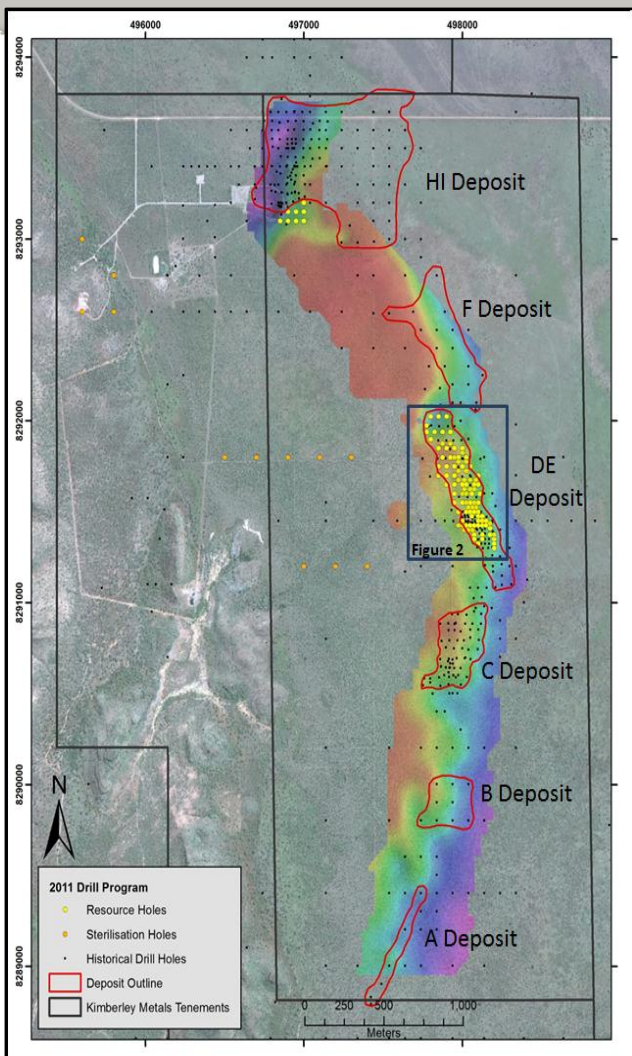 496000
497000
498000
8294000
HI Deposit
8293000
F Deposit
8292000
DE
Deposit
Figure 2
8291000
C Deposit
8290000
N
B Deposit
2011 Drill Program
Resource Holes
Sterilisation Holes
Historical Drill Holes
Deposit Outline
Kimberley Metals Tenements
A Deposit
8289000
0 250 500 1,000
Meters